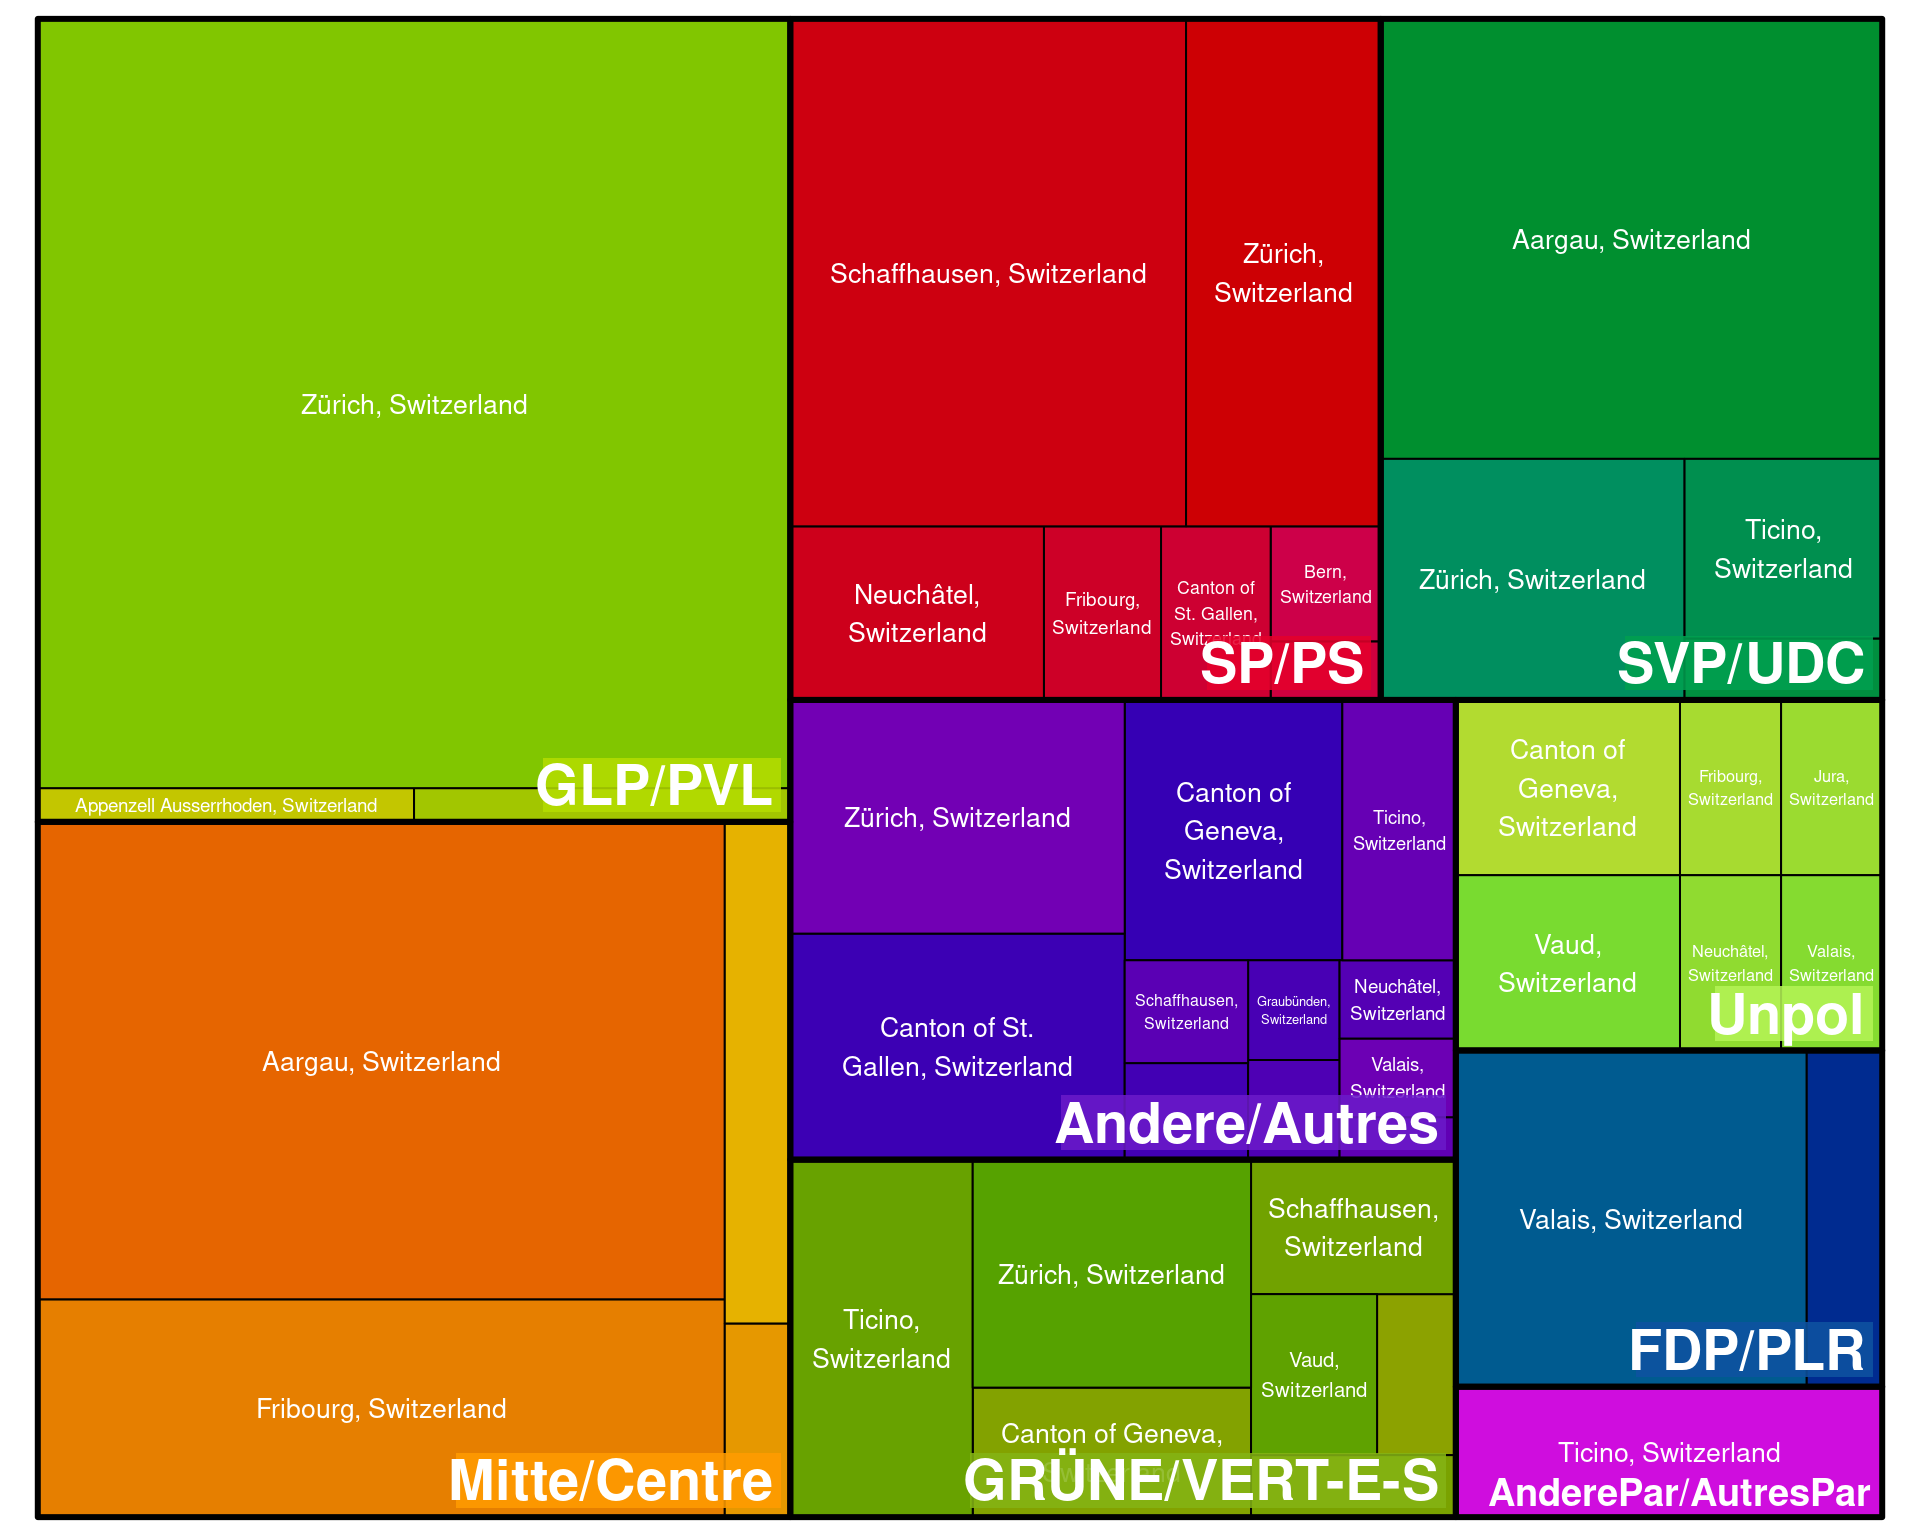 Zürich, Switzerland
Appenzell Ausserrhoden, Switzerland
GLP/PVL
Aargau, Switzerland
Fribourg, Switzerland
Mitte/Centre
Schaffhausen, Switzerland
Zürich,
Switzerland
Neuchâtel,
Switzerland
Fribourg,
Switzerland
Canton of
St. Gallen,
Switzerland
Bern,
Switzerland
SP/PS
Aargau, Switzerland
Zürich, Switzerland
Ticino,
Switzerland
SVP/UDC
Zürich, Switzerland
Canton of St.
Gallen, Switzerland
Canton of
Geneva,
Switzerland
Ticino,
Switzerland
Schaffhausen,
Switzerland
Graubünden,
Switzerland
Neuchâtel,
Switzerland
Valais,
Switzerland
Andere/Autres
Canton of
Geneva,
Switzerland
Fribourg,
Switzerland
Jura,
Switzerland
Vaud,
Switzerland
Neuchâtel,
Switzerland
Valais,
Switzerland
Unpol
Ticino,
Switzerland
Zürich, Switzerland
Canton of Geneva,
Schaffhausen,
Switzerland
Vaud,
Switzerland
GRÜNE/VERT-E-S
Valais, Switzerland
FDP/PLR
Ticino, Switzerland
AnderePar/AutresPar